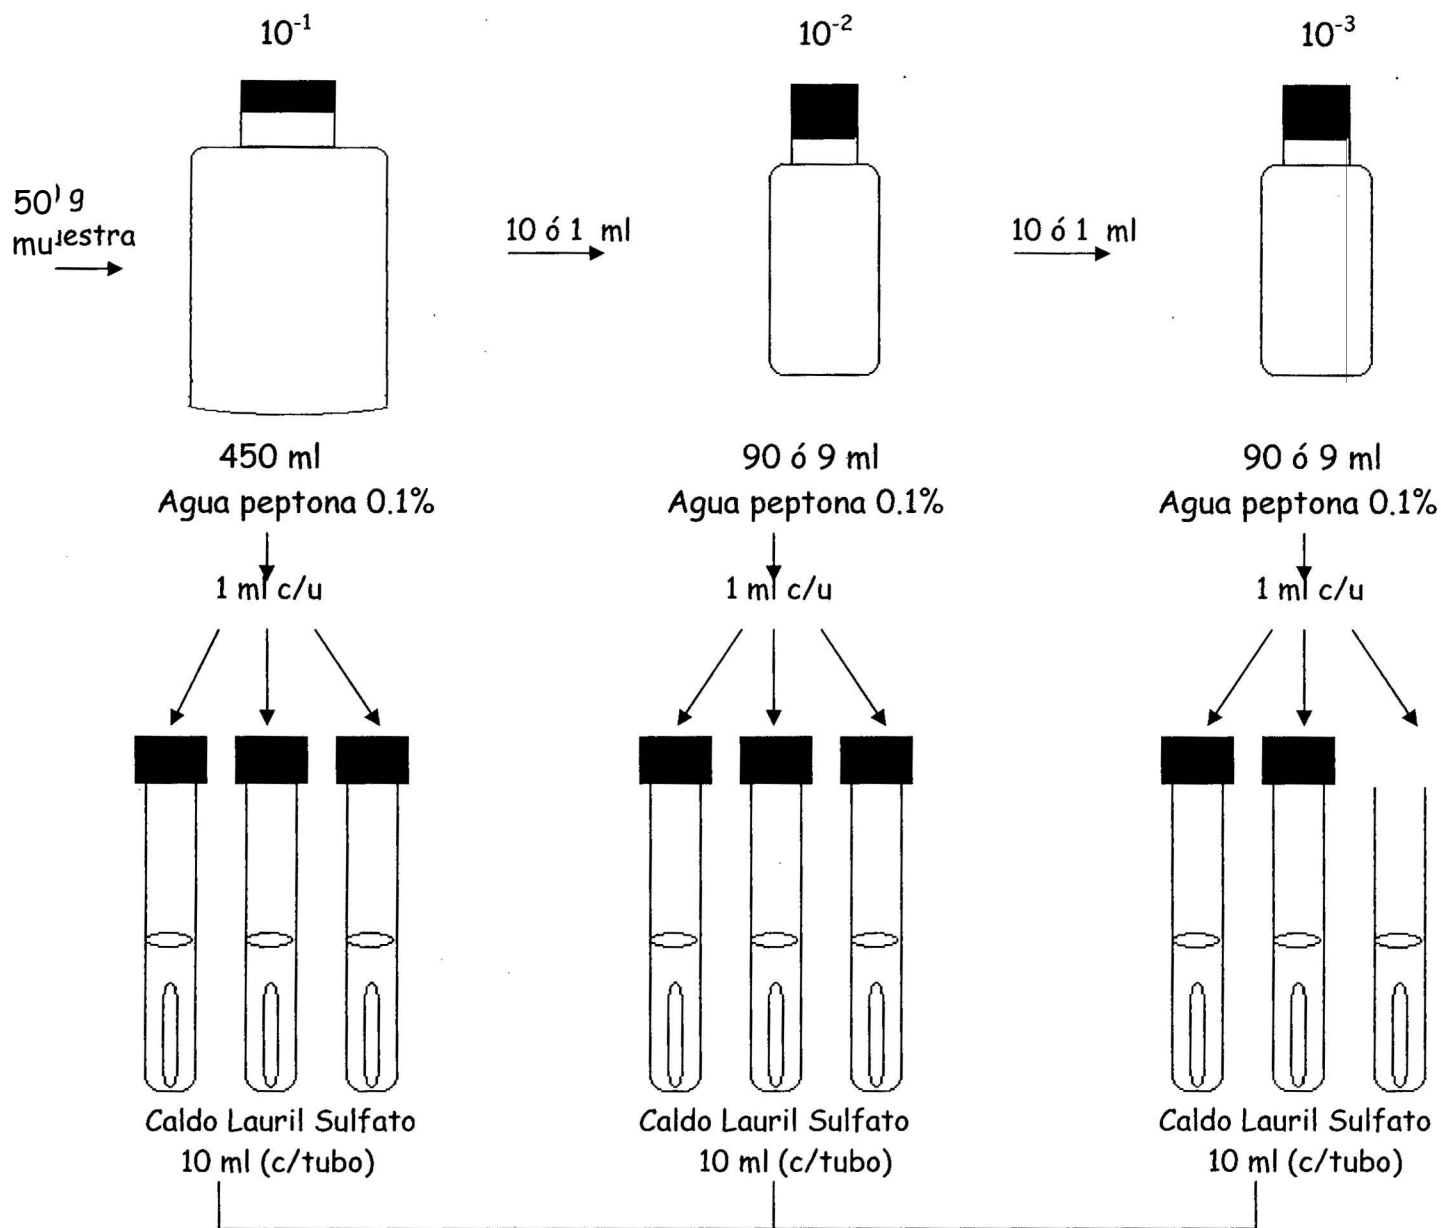 10⁻¹
10⁻²
10⁻³
50 g
muestra
10 ó 1 ml
10 ó 1 ml
450 ml
Agua peptona 0.1%
90 ó 9 ml
Agua peptona 0.1%
90 ó 9 ml
Agua peptona 0.1%
1 ml c/u
1 ml c/u
1 ml c/u
Caldo Lauril Sulfato
10 ml (c/tubo)
Caldo Lauril Sulfato
10 ml (c/tubo)
Caldo Lauril Sulfato
10 ml (c/tubo)